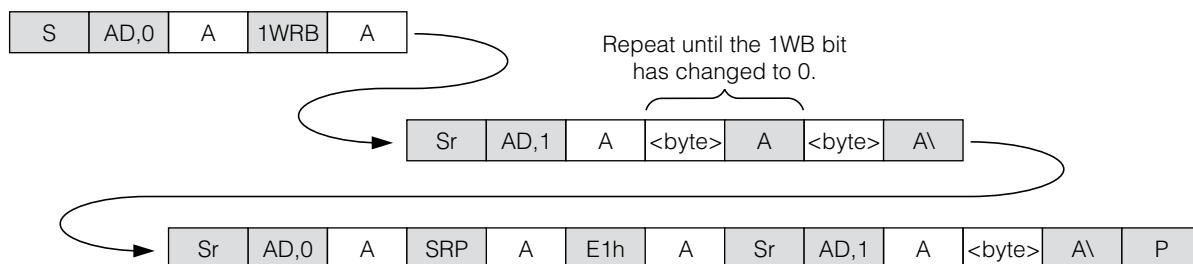 S AD,0 A 1WRB A
Repeat until the 1WB bit
has changed to 0.
Sr AD,1 A <byte> A <byte> A\
Sr AD,0 A SRP A E1h A Sr AD,1 A <byte> A\ P